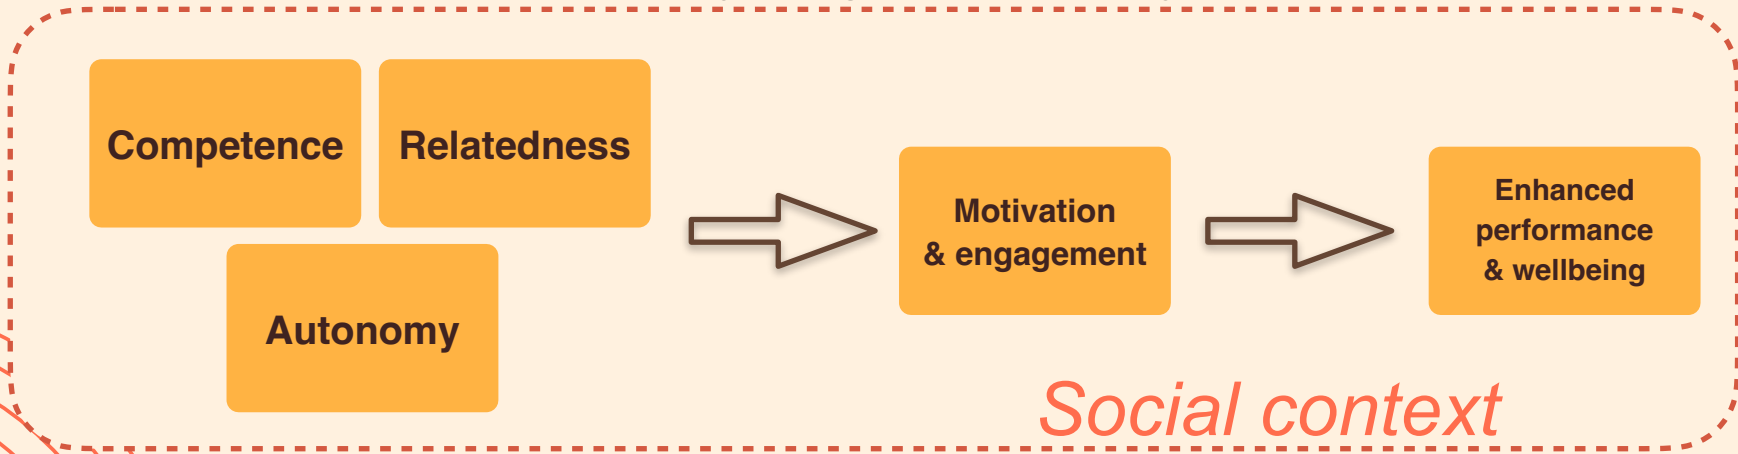 Competence
Relatedness
Autonomy
Motivation
& engagement
Enhanced
performance
& wellbeing
Social context